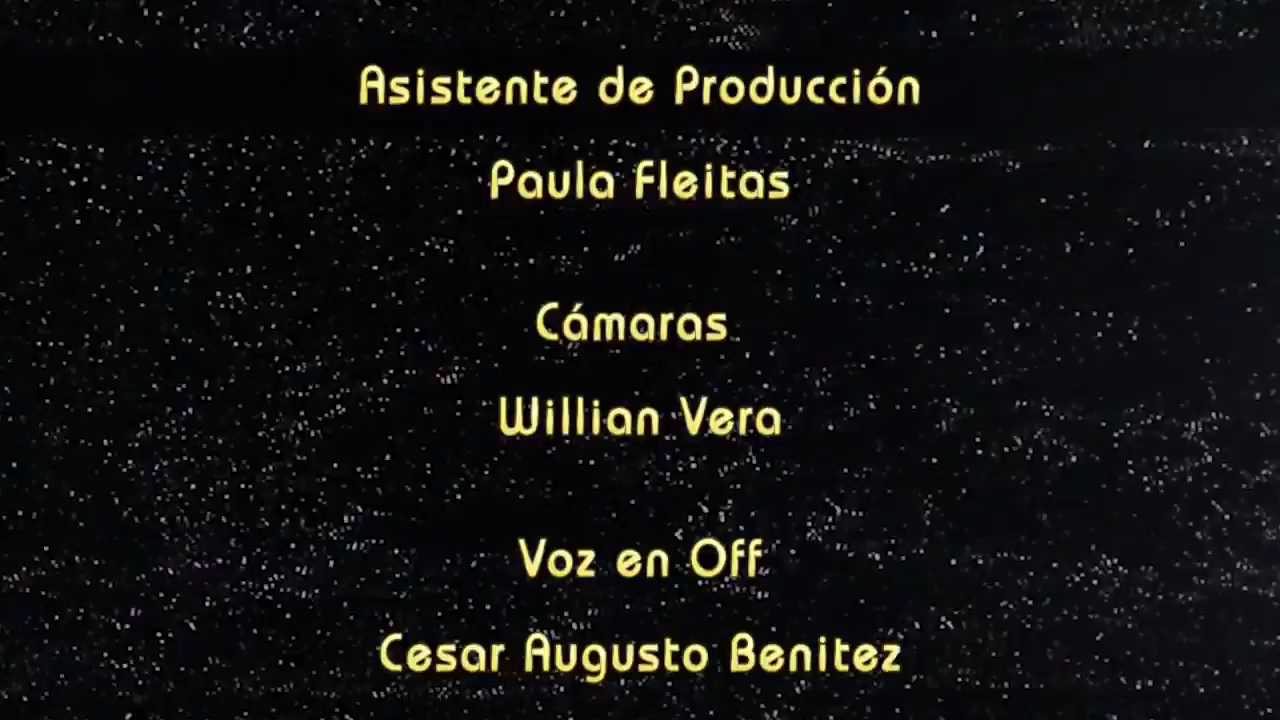 Asistente de Producción
Paula Fleitas
Cámaras
Willian Vera
Voz en Off
Cesar Augusto Benitez